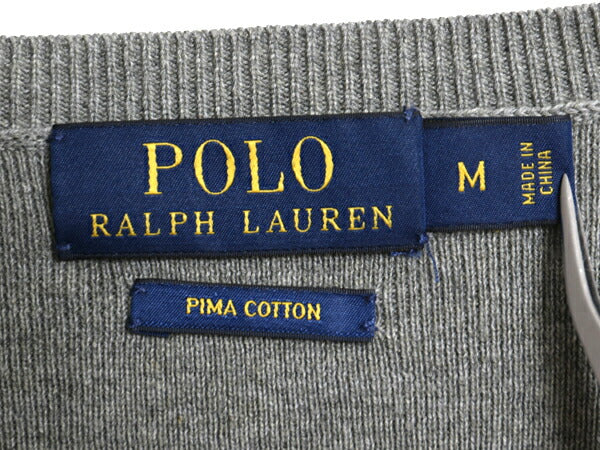 POLO
RALPH LAUREN
M
MADE IN
CHINA
PIMA COTTON